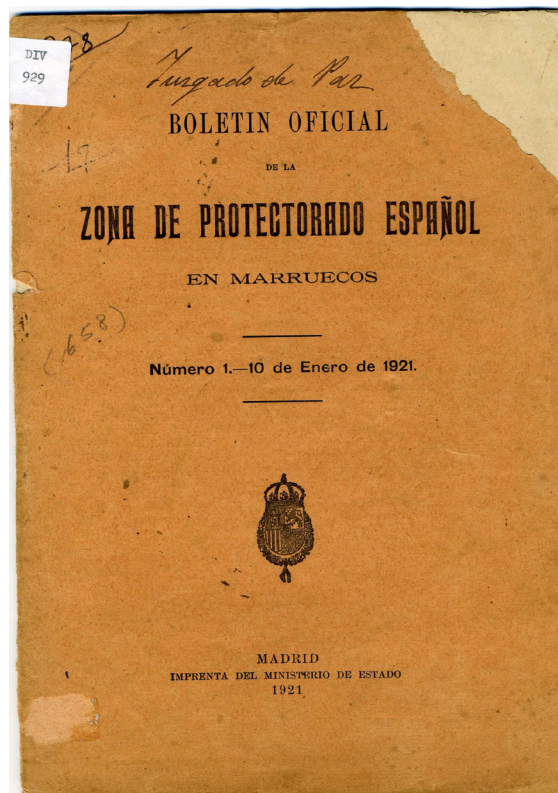 DIV
929
Juzgado de Paz
BOLETIN OFICIAL
DE LA
ZONA DE PROTECTORADO ESPAÑOL
EN MARRUECOS
(658)
Número 1.—10 de Enero de 1921.
MADRID
IMPRENTA DEL MINISTERIO DE ESTADO
1921